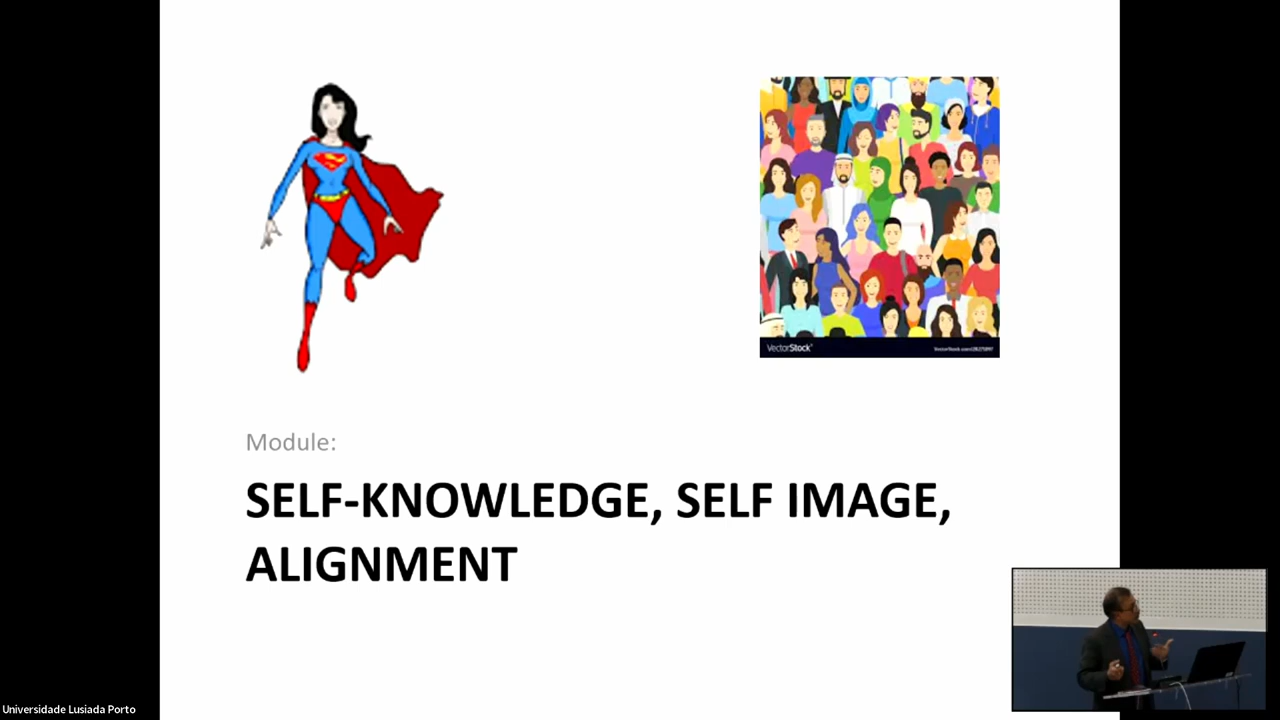 VectorStock
Module:
SELF-KNOWLEDGE, SELF IMAGE,
ALIGNMENT
Universidade Lusiada Porto